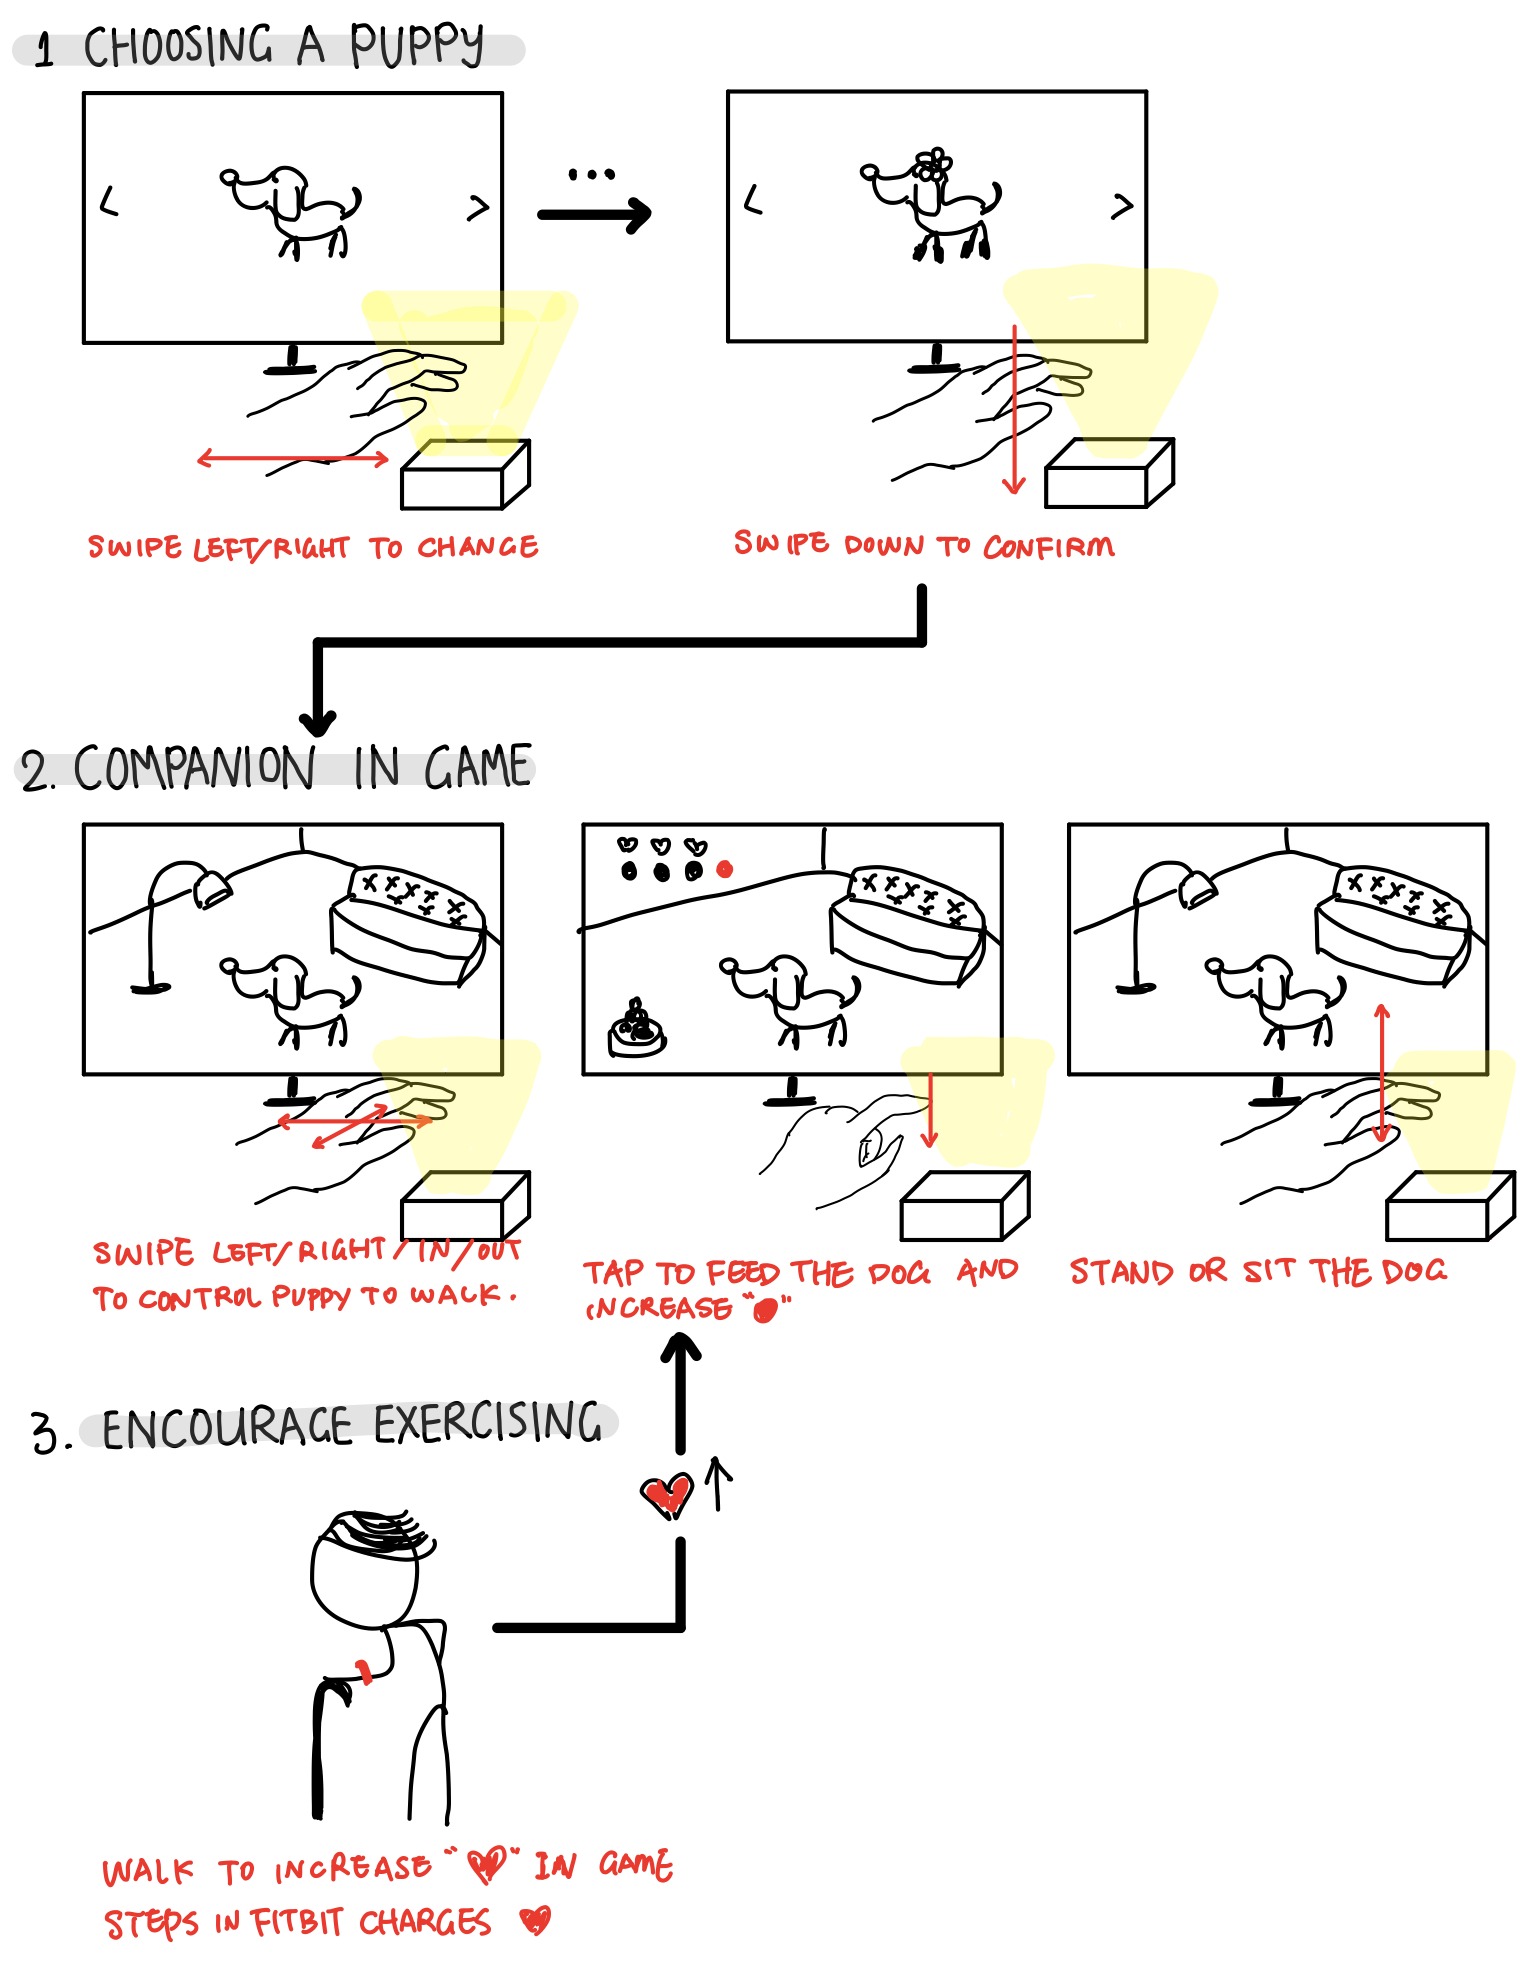 1 CHOOSING A PUPPY
< >
...
< >
SWIPE LEFT/RIGHT TO CHANGE
SWIPE DOWN TO CONFIRM
2. COMPANION IN GAME
SWIPE LEFT/RIGHT/IN/OUT
TO CONTROL PUPPY TO WALK.
TAP TO FEED THE DOG AND
INCREASE "●"
STAND OR SIT THE DOG
3. ENCOURAGE EXERCISING
WALK TO INCREASE "♥" IN GAME
STEPS IN FITBIT CHARGES ♥